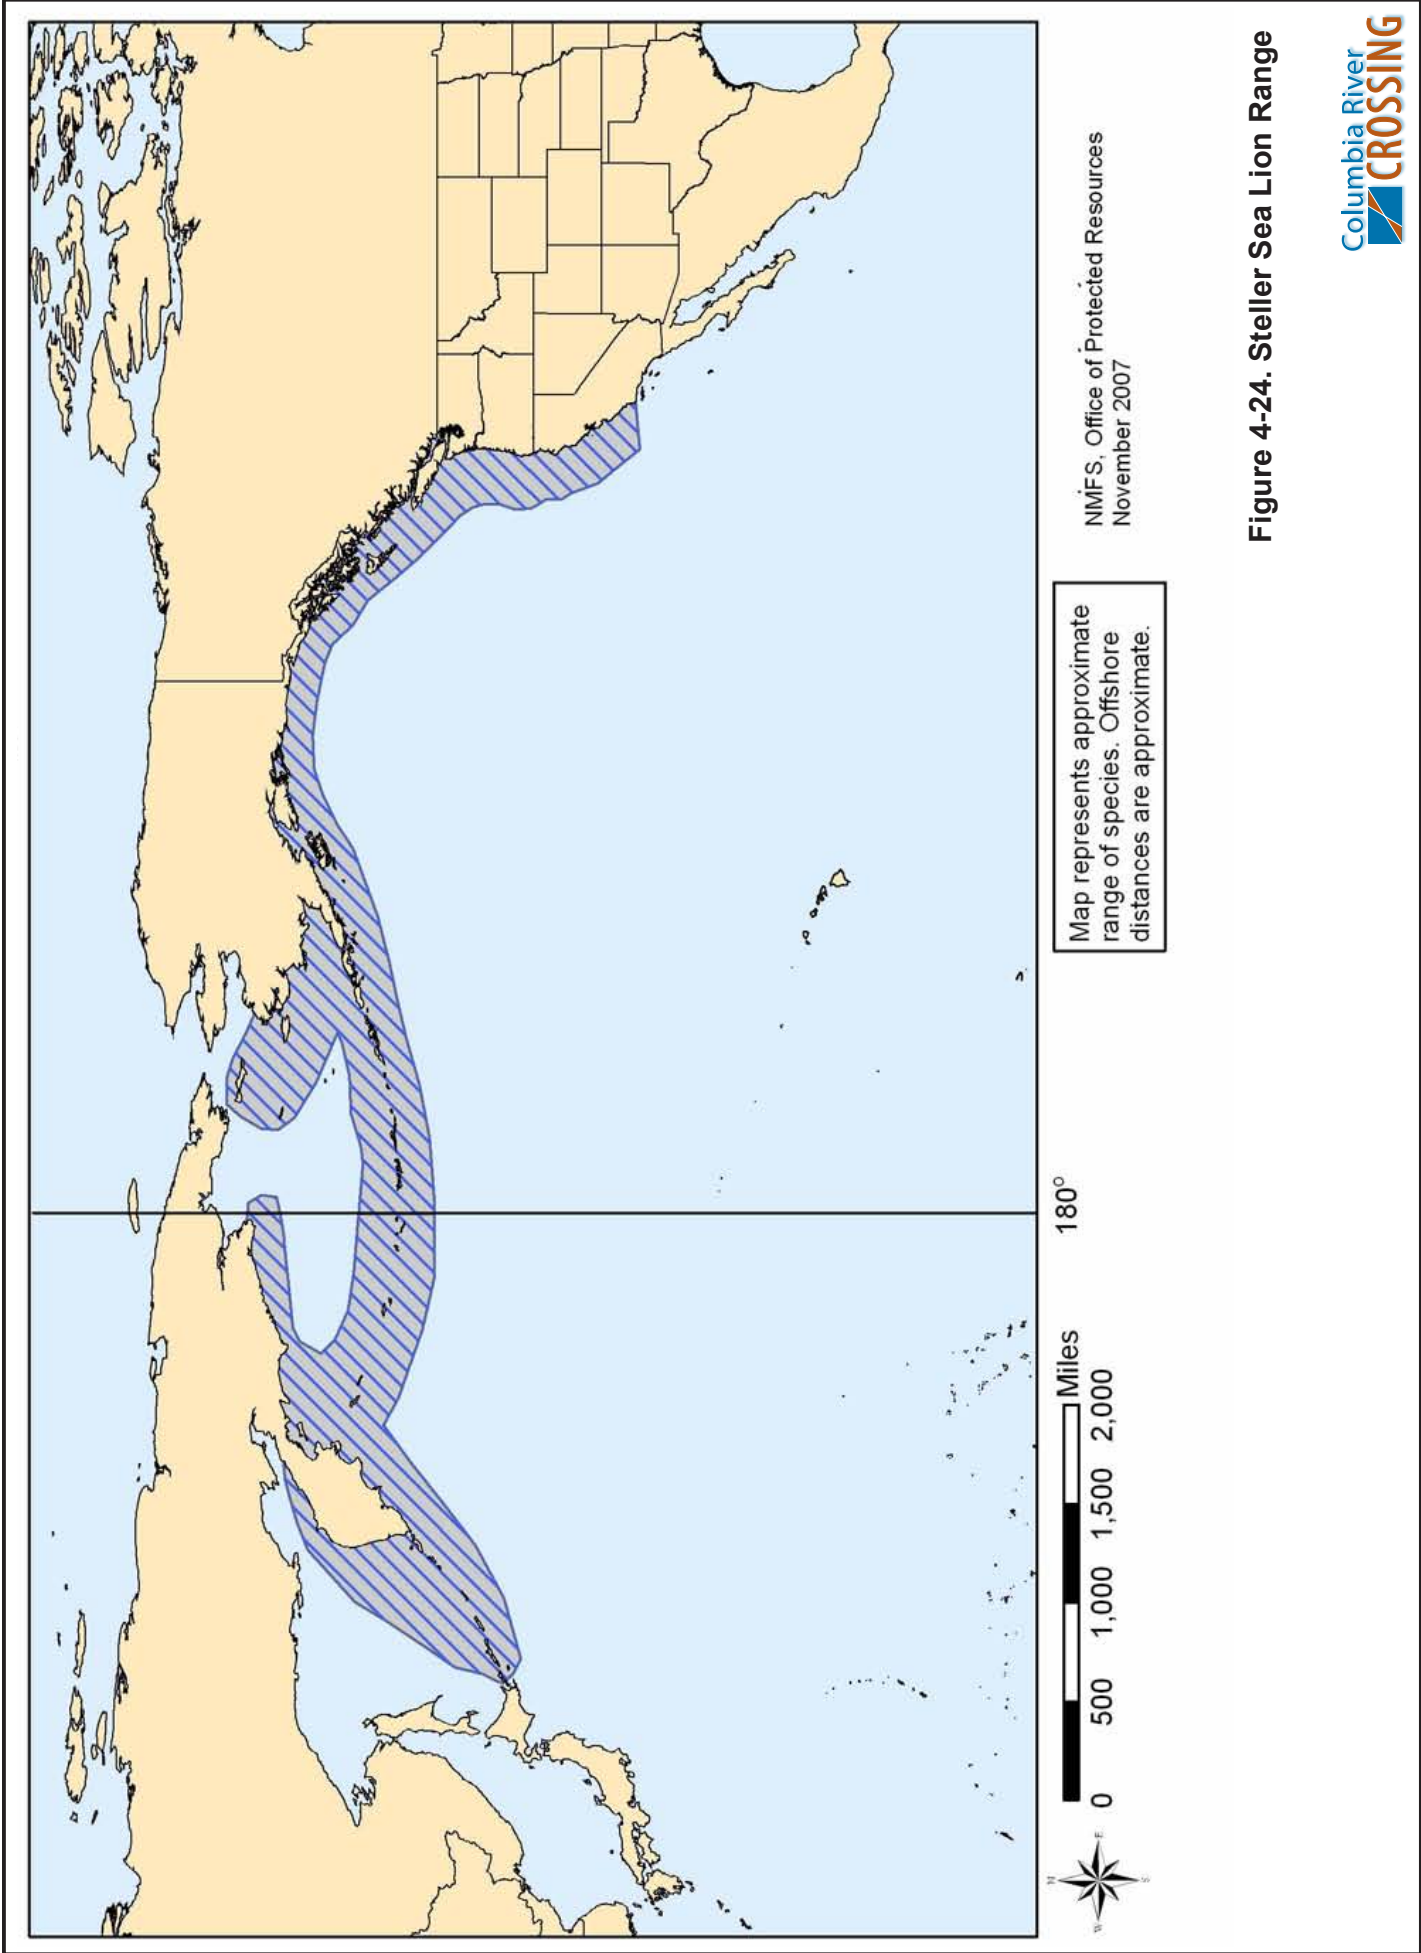 180°
Miles
0 500 1,000 1,500 2,000
N
W E
S
Map represents approximate
range of species. Offshore
distances are approximate.
NMFS, Office of Protected Resources
November 2007
Figure 4-24. Steller Sea Lion Range
Columbia River
CROSSING